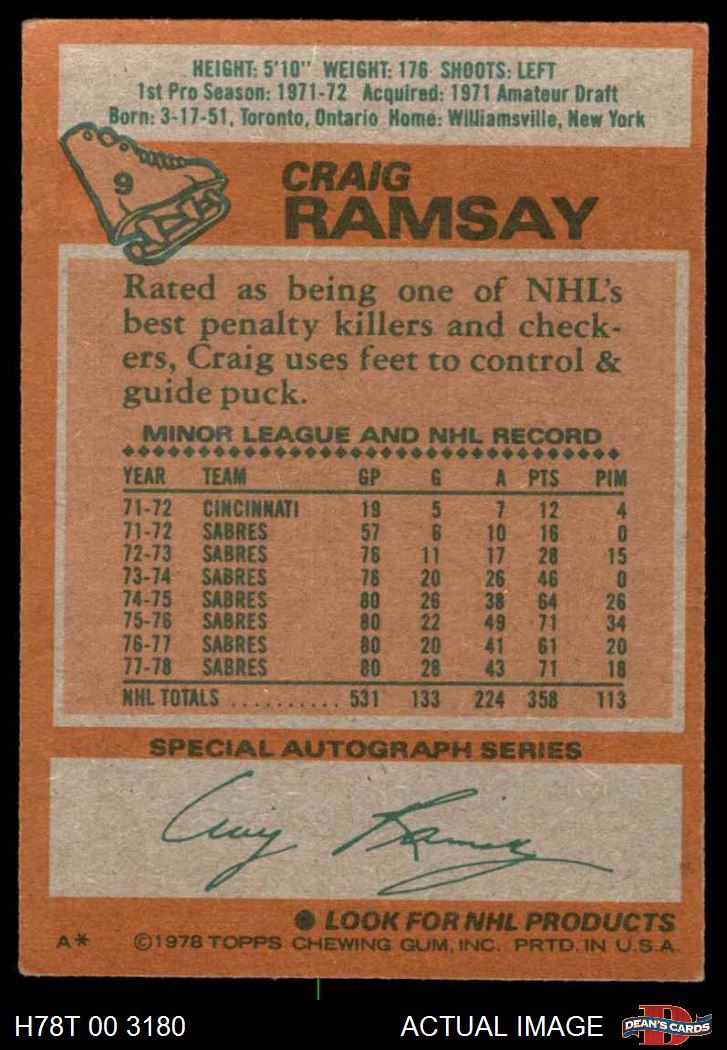 HEIGHT: 5'10" WEIGHT: 176 SHOOTS: LEFT
1st Pro Season: 1971-72 Acquired: 1971 Amateur Draft
Born: 3-17-51, Toronto, Ontario Home: Williamsville, New York
9
CRAIG
RAMSAY
Rated as being one of NHL's
best penalty killers and check-
ers, Craig uses feet to control &
guide puck.
MINOR LEAGUE AND NHL RECORD
YEAR TEAM GP G A PTS PIM
71-72 CINCINNATI 19 5 7 12 4
71-72 SABRES 57 6 10 16 0
72-73 SABRES 76 11 17 28 15
73-74 SABRES 78 20 26 46 0
74-75 SABRES 80 26 38 64 26
75-76 SABRES 80 22 49 71 34
76-77 SABRES 80 20 41 61 20
77-78 SABRES 80 28 43 71 18
NHL TOTALS .......... 531 133 224 358 113
SPECIAL AUTOGRAPH SERIES
Craig Ramsay
● LOOK FOR NHL PRODUCTS
A* ©1978 TOPPS CHEWING GUM, INC. PRTD. IN U.S.A.
H78T 00 3180 ACTUAL IMAGE D DEAN'S CARDS